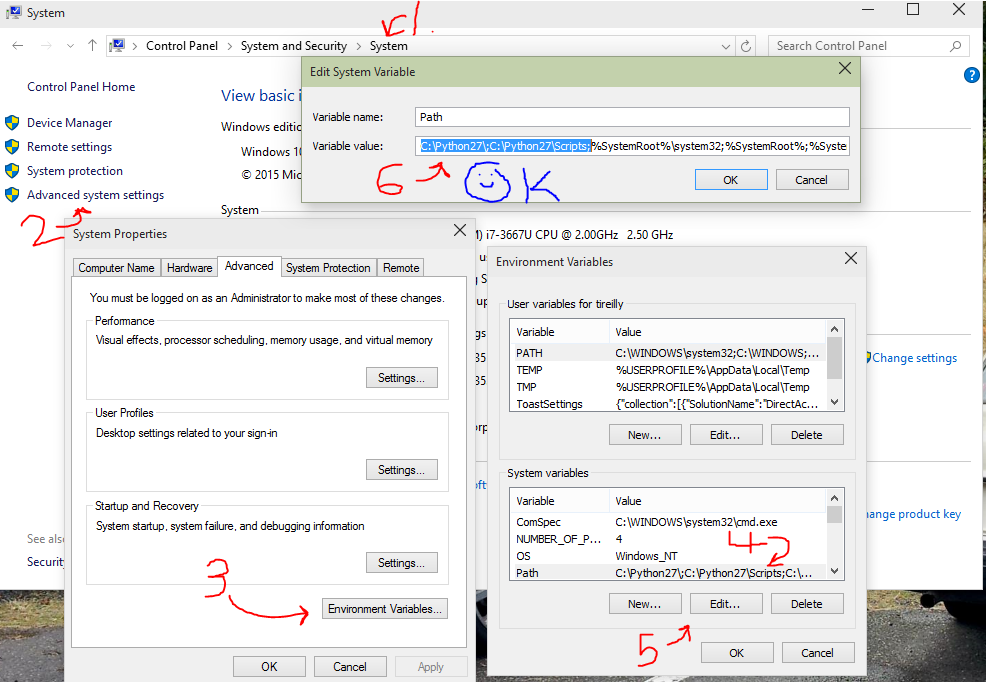 System
1.
Control Panel > System and Security > System
Search Control Panel
Control Panel Home
Device Manager
Remote settings
System protection
Advanced system settings
2
View basic i
Windows editio
Windows 10
© 2015 Mic
System
M) i7-3667U CPU @ 2.00GHz 2.50 GHz
Change settings
ange product key
See also
Security
Edit System Variable
Variable name:
Path
Variable value:
C:\Python27\;C:\Python27\Scripts;%SystemRoot%\system32;%SystemRoot%;%Syste
6
OK
OK
Cancel
System Properties
Computer Name
Hardware
Advanced
System Protection
Remote
You must be logged on as an Administrator to make most of these changes.
Performance
Visual effects, processor scheduling, memory usage, and virtual memory
Settings...
User Profiles
Desktop settings related to your sign-in
Settings...
Startup and Recovery
System startup, system failure, and debugging information
Settings...
3
Environment Variables...
OK
Cancel
Apply
Environment Variables
User variables for tireilly
Variable Value
PATH C:\WINDOWS\system32;C:\WINDOWS;...
TEMP %USERPROFILE%\AppData\Local\Temp
TMP %USERPROFILE%\AppData\Local\Temp
ToastSettings {"collection":[{"SolutionName":"DirectAc...
New...
Edit...
Delete
System variables
Variable Value
ComSpec C:\WINDOWS\system32\cmd.exe
NUMBER_OF_P... 4
OS Windows_NT
Path C:\Python27\;C:\Python27\Scripts;C:\...
4
New...
Edit...
Delete
5
OK
Cancel